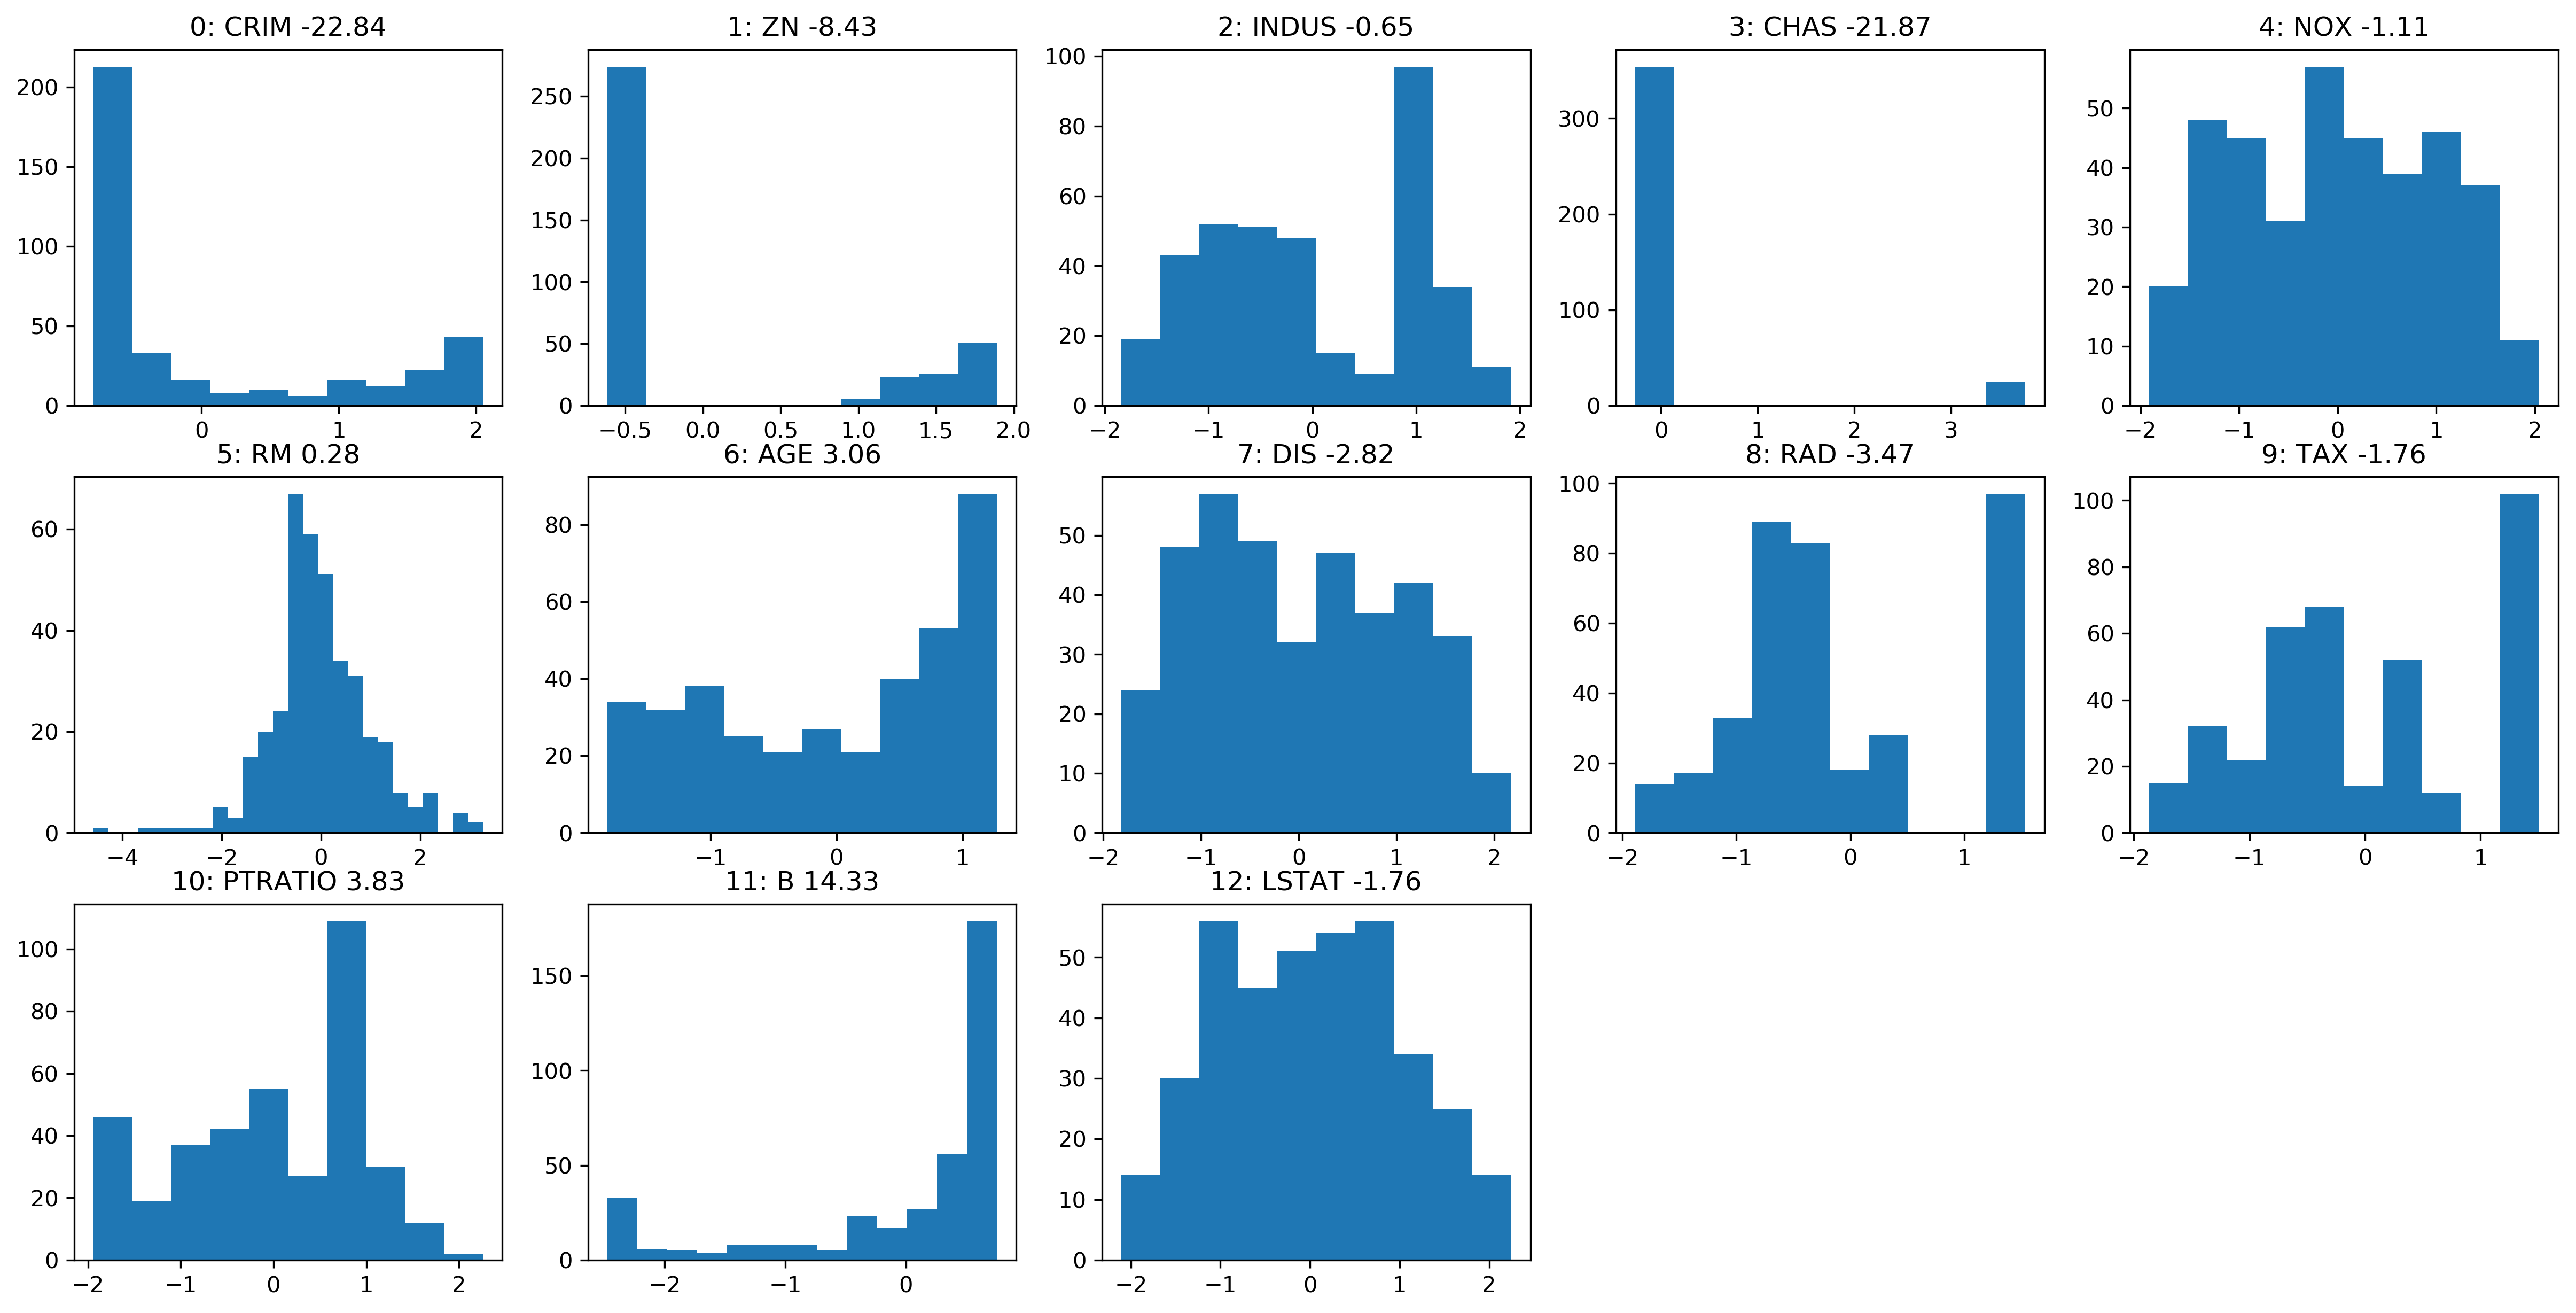 0: CRIM -22.84
1: ZN -8.43
2: INDUS -0.65
3: CHAS -21.87
4: NOX -1.11
200
150
100
50
0
0 1 2
250
200
150
100
50
0
−0.5 0.0 0.5 1.0 1.5 2.0
100
80
60
40
20
0
−2 −1 0 1 2
300
200
100
0
0 1 2 3
50
40
30
20
10
0
−2 −1 0 1 2
5: RM 0.28
6: AGE 3.06
7: DIS -2.82
8: RAD -3.47
9: TAX -1.76
60
40
20
0
−4 −2 0 2
80
60
40
20
0
−1 0 1
50
40
30
20
10
0
−2 −1 0 1 2
100
80
60
40
20
0
−2 −1 0 1
100
80
60
40
20
0
−2 −1 0 1
10: PTRATIO 3.83
11: B 14.33
12: LSTAT -1.76
100
80
60
40
20
0
−2 −1 0 1 2
150
100
50
0
−2 −1 0
50
40
30
20
10
0
−2 −1 0 1 2